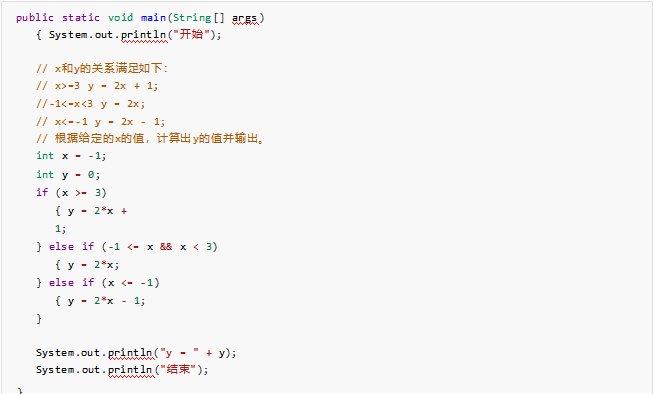 public static void main(String[] args)
{ System.out.println("开始");
// x和y的关系满足如下：
// x>=3 y = 2x + 1;
//-1<=x<3 y = 2x;
// x<=-1 y = 2x - 1;
// 根据给定的x的值，计算出y的值并输出。
int x = -1;
int y = 0;
if (x >= 3)
{ y = 2*x +
1;
} else if (-1 <= x && x < 3)
{ y = 2*x;
} else if (x <= -1)
{ y = 2*x - 1;
}
System.out.println("y = " + y);
System.out.println("结束");
}